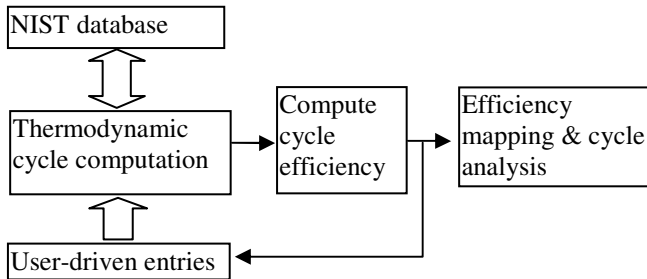 NIST database
Thermodynamic
cycle computation
Compute
cycle
efficiency
Efficiency
mapping & cycle
analysis
User-driven entries